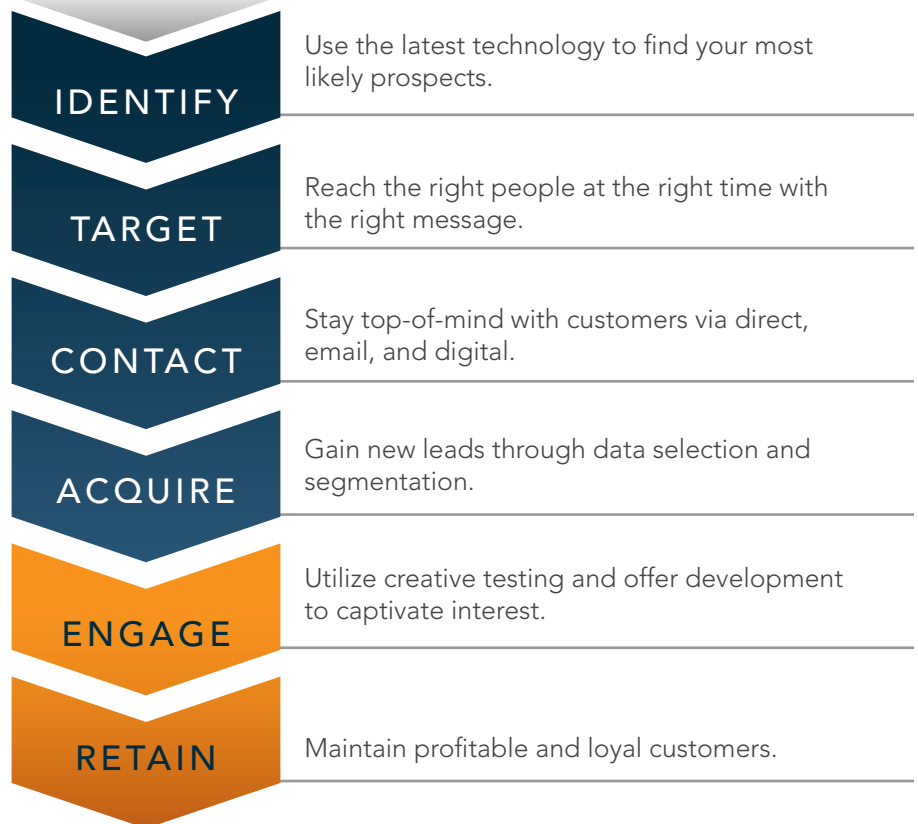 IDENTIFY
Use the latest technology to find your most
likely prospects.
TARGET
Reach the right people at the right time with
the right message.
CONTACT
Stay top-of-mind with customers via direct,
email, and digital.
ACQUIRE
Gain new leads through data selection and
segmentation.
ENGAGE
Utilize creative testing and offer development
to captivate interest.
RETAIN
Maintain profitable and loyal customers.